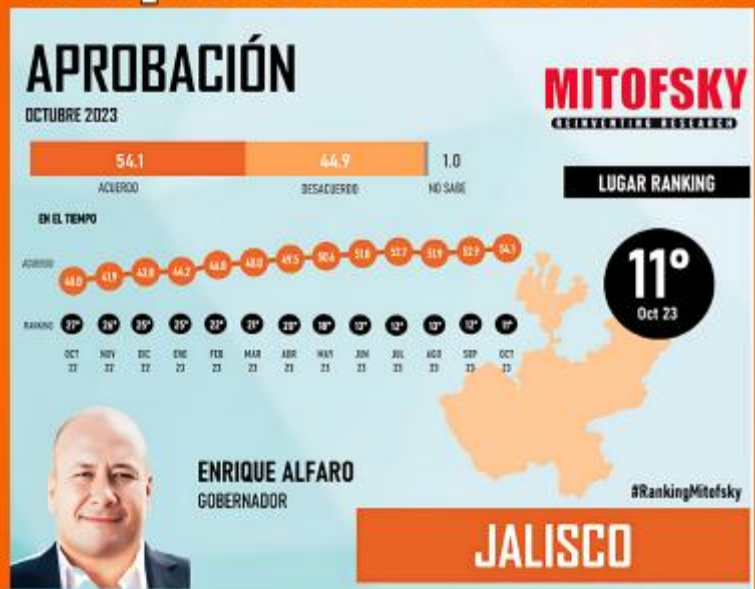 APROBACIÓN
OCTUBRE 2023
MITOFSKY
REINVENTING RESEARCH
54.1 44.9 1.0
ACUERDO DESACUERDO NO SABE
LUGAR RANKING
11°
Oct 23
EN EL TIEMPO
ACUERDO 40.0 41.9 43.8 44.2 46.8 48.0 49.5 50.6 51.8 52.7 51.9 52.9 54.1
RANKING 27° 26° 25° 25° 22° 21° 20° 18° 13° 12° 13° 12° 11°
OCT NOV DIC ENE FEB MAR ABR MAY JUN JUL AGO SEP OCT
22 22 22 23 23 23 23 23 23 23 23 23 23
ENRIQUE ALFARO
GOBERNADOR
#RankingMitofsky
JALISCO